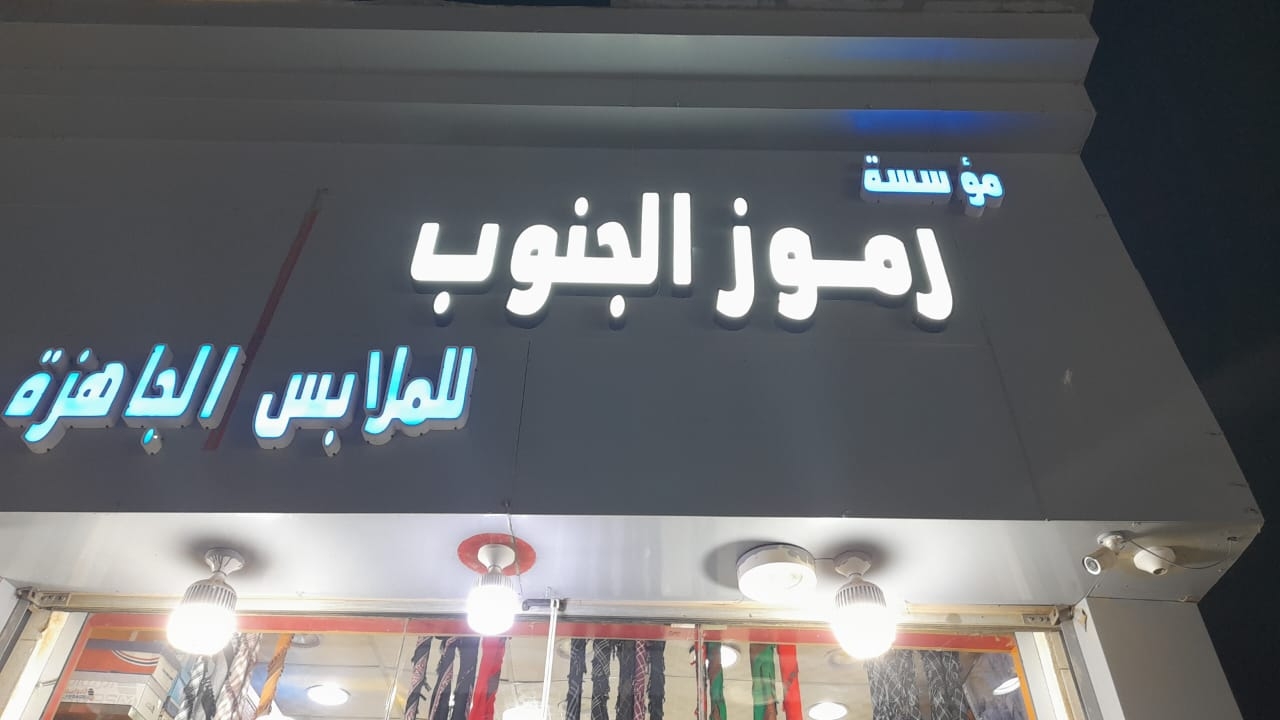 مؤسسة
رموز الجنوب
للملابس الجاهزة